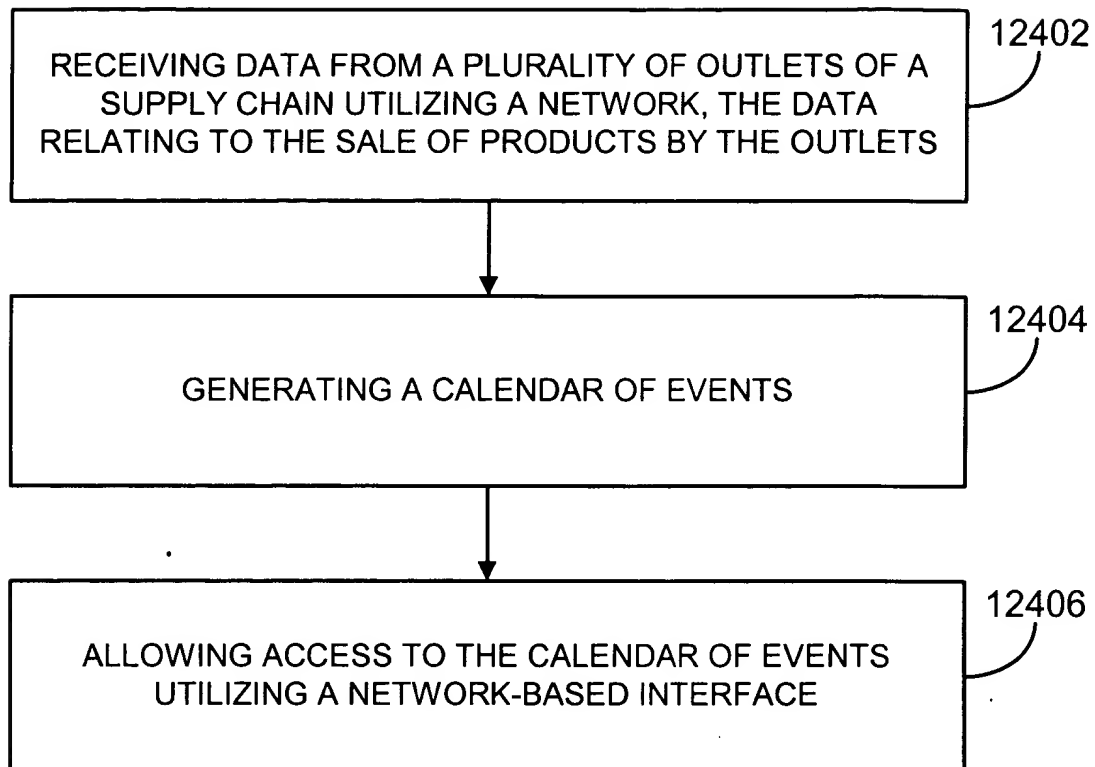 12402
RECEIVING DATA FROM A PLURALITY OF OUTLETS OF A
SUPPLY CHAIN UTILIZING A NETWORK, THE DATA
RELATING TO THE SALE OF PRODUCTS BY THE OUTLETS
12404
GENERATING A CALENDAR OF EVENTS
12406
ALLOWING ACCESS TO THE CALENDAR OF EVENTS
UTILIZING A NETWORK-BASED INTERFACE